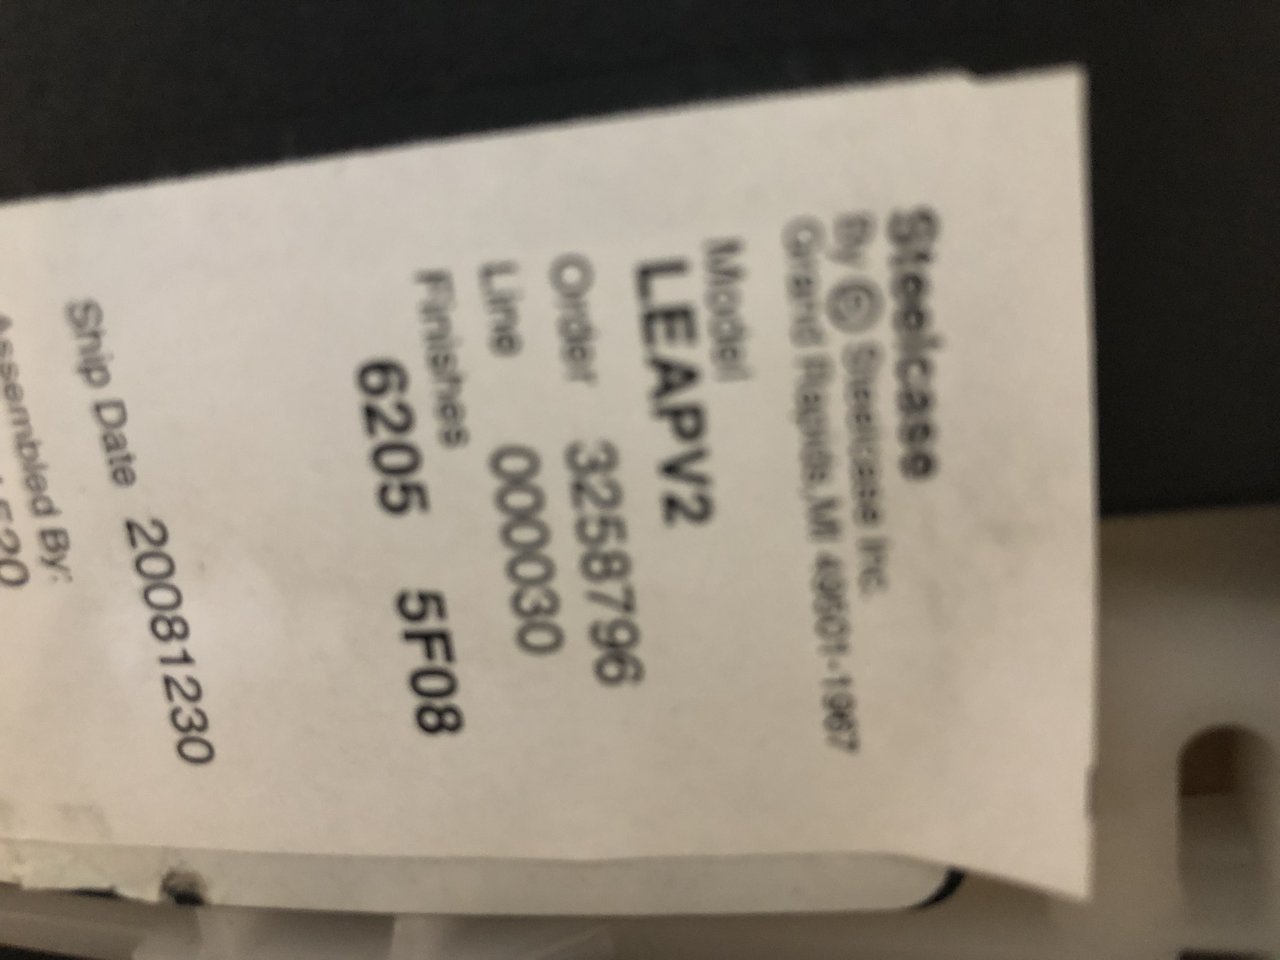 Steelcase
By © Steelcase Inc.
Grand Rapids, MI 49501-1967
Model
LEAPV2
Order 32587796
Line 000030
Finishes
6205 5F08
Ship Date 20081230
Assembled By: